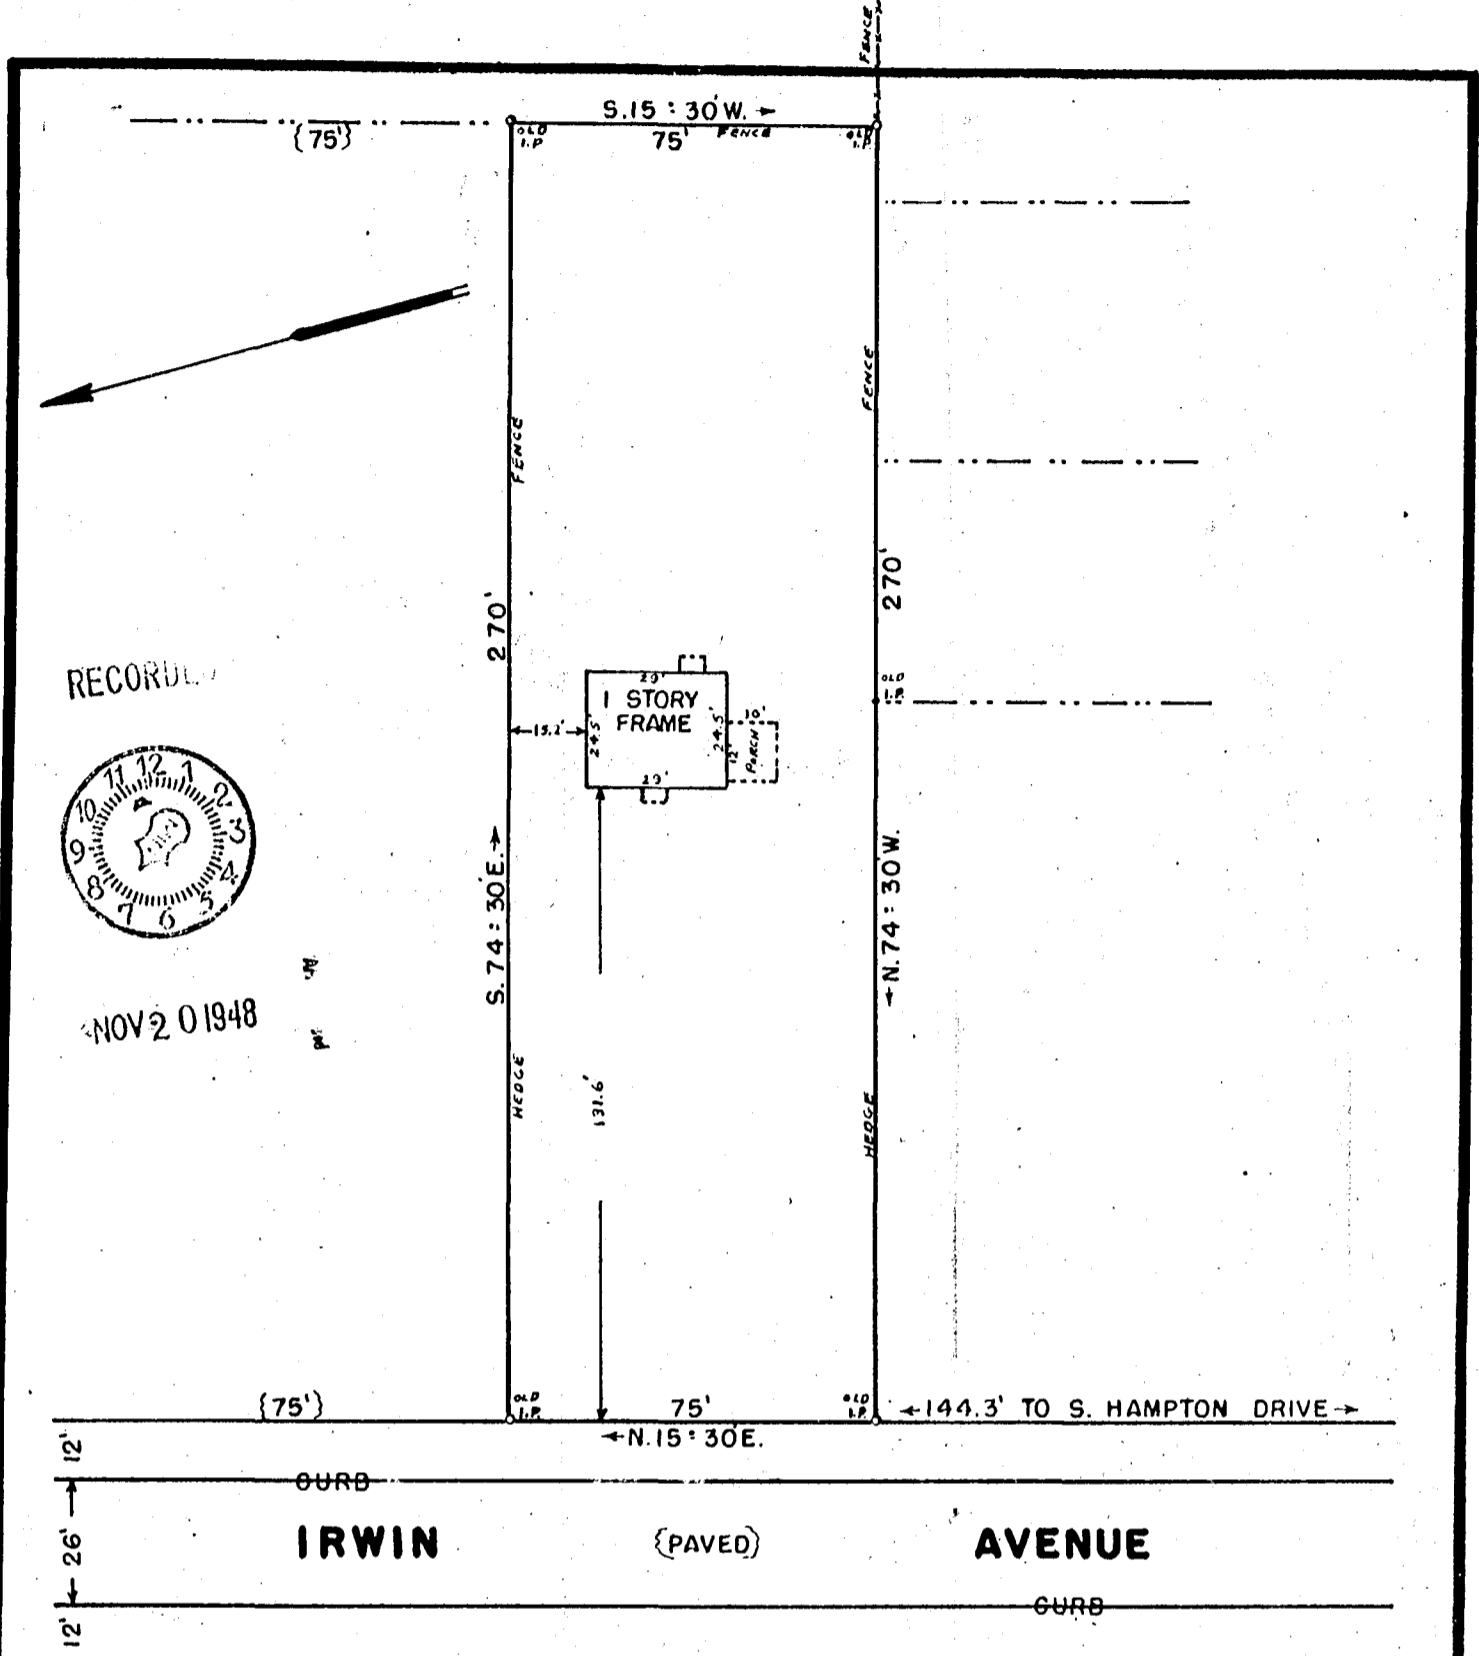 FENCE
S.15°30'W.
{75'}
OLD
I.P.
75'
FENCE
OLD
I.P.
FENCE
FENCE
270'
270'
RECORDED
29'
1 STORY
FRAME
OLD
I.P.
15.2'
24.5'
24.5'
10'
12'
PORCH
29'
11 12 1
10 2
9 3
8 4
7 6 5
S.74°30'E.
N.74°30'W.
NOV 20 1948
HEDGE
131.6'
HEDGE
{75'}
OLD
I.P.
75'
OLD
I.P.
144.3' TO S. HAMPTON DRIVE
N.15°30'E.
12'
CURB
26'
IRWIN {PAVED} AVENUE
CURB
12'